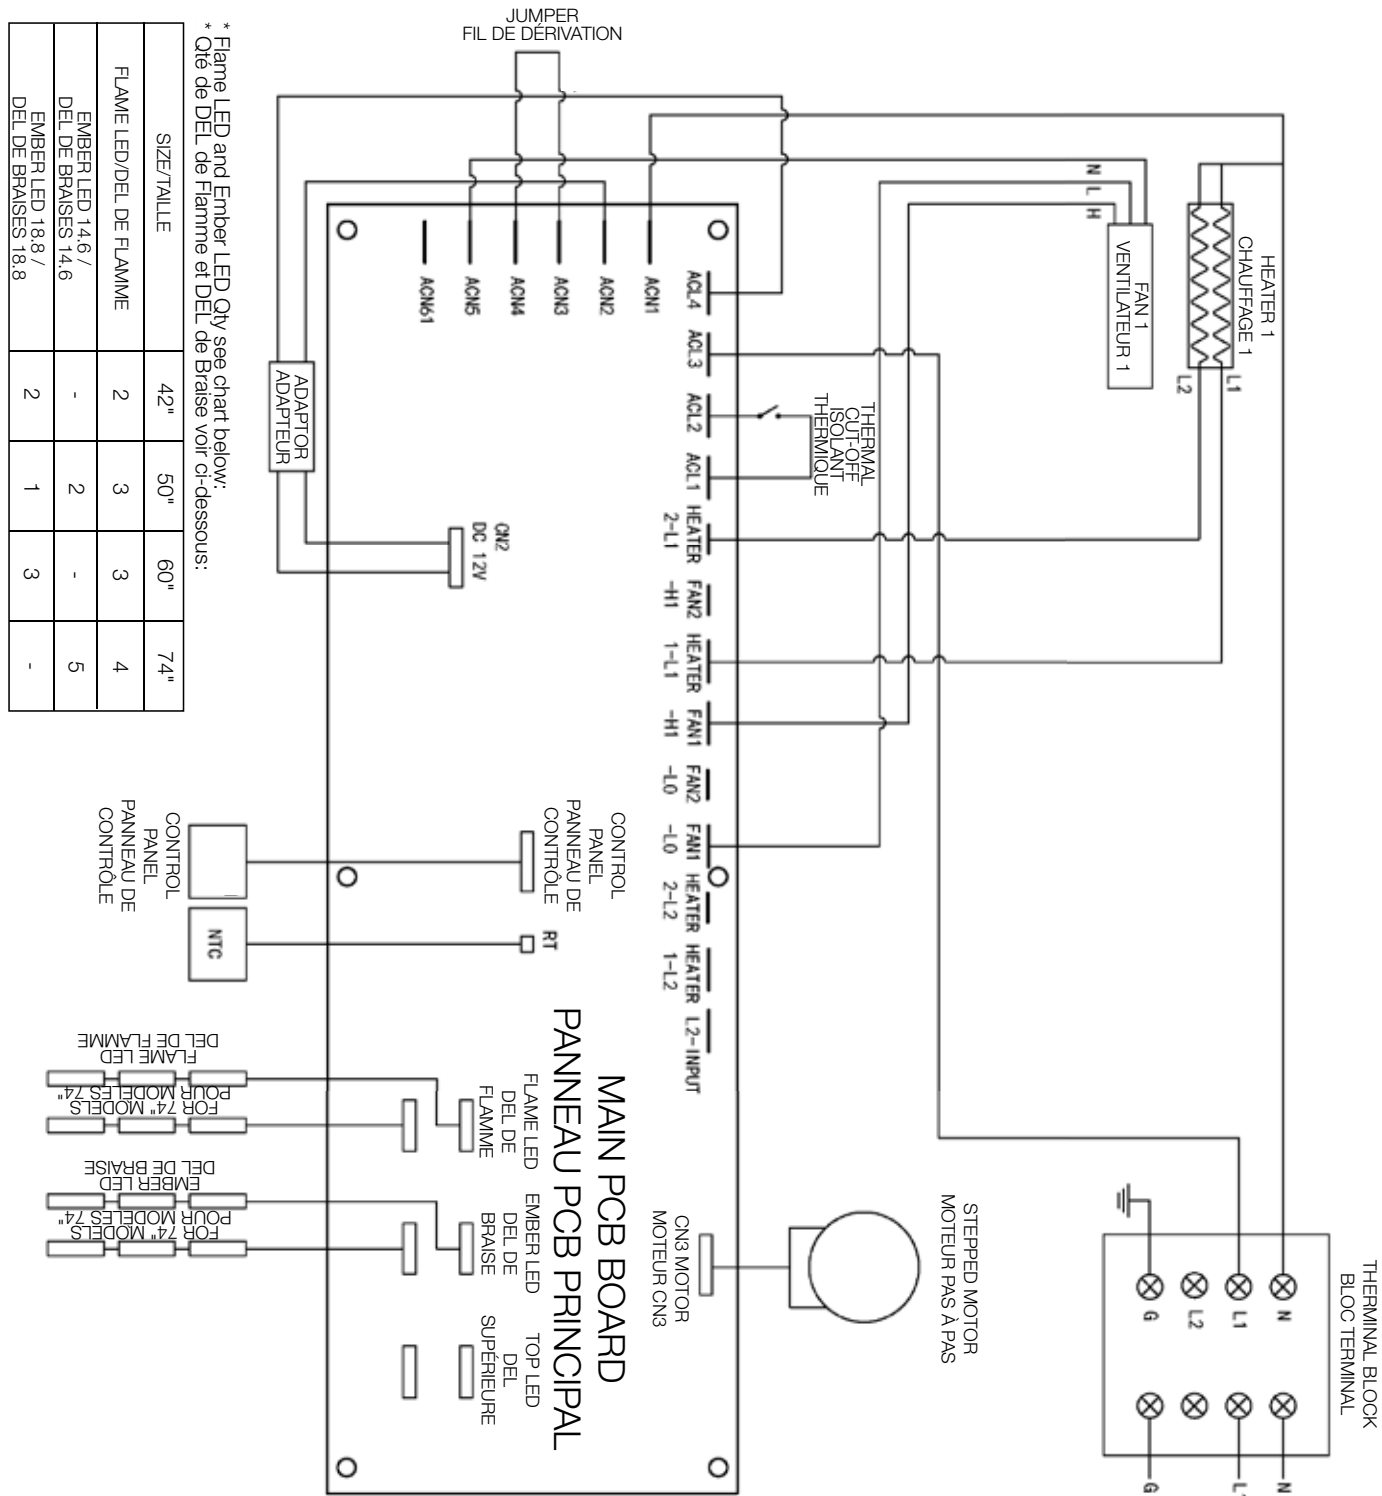 JUMPER
FIL DE DÉRIVATION
HEATER 1
CHAUFFAGE 1
L1
L2
FAN 1
VENTILATEUR 1
N
L
H
THERMAL
CUT-OFF
ISOLANT
THERMIQUE
ACL4
ACL3
ACL2
ACL1
HEATER
2-L1
FAN2
-H1
HEATER
1-L1
FAN1
-H1
FAN2
-L0
FAN1
-L0
HEATER
2-L2
HEATER
1-L2
L2-INPUT
ACN1
ACN2
ACN3
ACN4
ACN5
ACN61
ADAPTOR
ADAPTEUR
CN2
DC 12V
CONTROL
PANEL
PANNEAU DE
CONTRÔLE
RT
CONTROL
PANEL
PANNEAU DE
CONTRÔLE
NTC
MAIN PCB BOARD
PANNEAU PCB PRINCIPAL
FLAME LED
DEL DE
FLAMME
EMBER LED
DEL DE
BRAISE
TOP LED
DEL
SUPÉRIEURE
CN3 MOTOR
MOTEUR CN3
STEPPED MOTOR
MOTEUR PAS À PAS
THERMINAL BLOCK
BLOC TERMINAL
N
L1
L2
G
N
G
FLAME LED
DEL DE FLAMME
FOR 74" MODELS
POUR MODÈLES 74"
EMBER LED
DEL DE BRAISE
FOR 74" MODELS
POUR MODÈLES 74"
* Flame LED and Ember LED Qty see chart below:
* Qté de DEL de Flamme et DEL de Braise voir ci-dessous:
SIZE/TAILLE 42" 50" 60" 74"
FLAME LED/DEL DE FLAMME 2 3 3 4
EMBER LED 14.6 /
DEL DE BRAISES 14.6 - 2 - 5
EMBER LED 18.8 /
DEL DE BRAISES 18.8 2 1 3 -